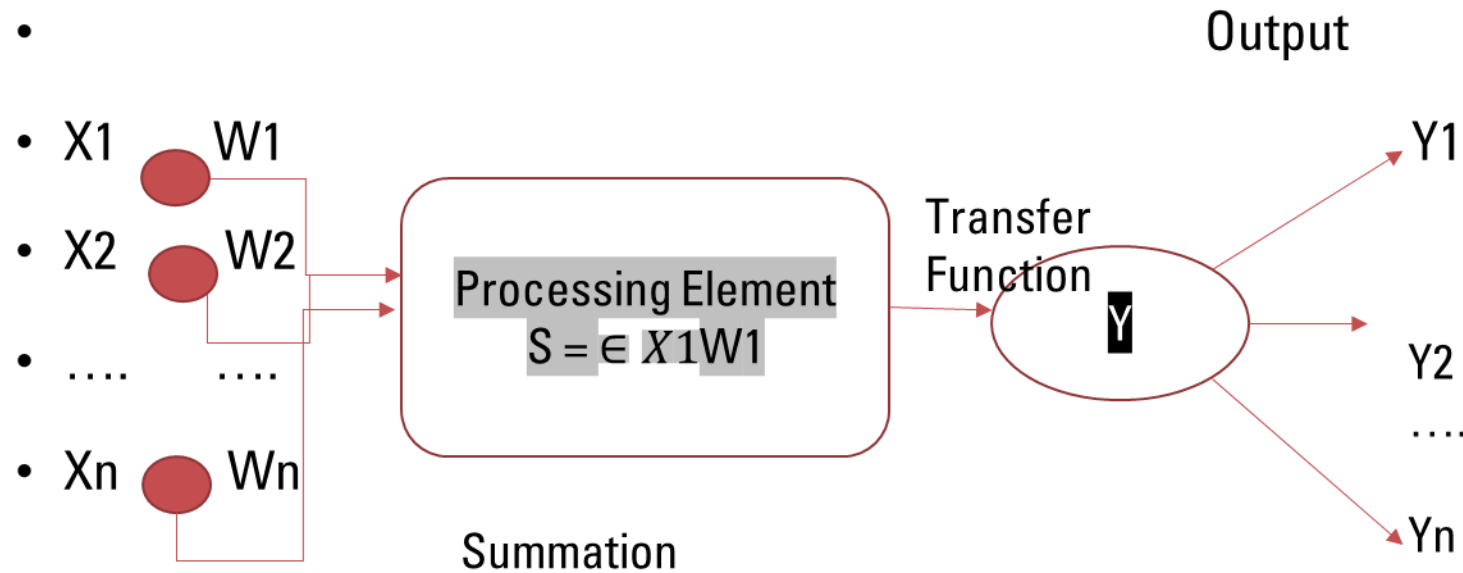 Output
• X1 W1 Y1
Transfer
• X2 W2 Function
Processing Element
S = ∈ X1W1
Y
• .... .... Y2
....
• Xn Wn
Yn
Summation